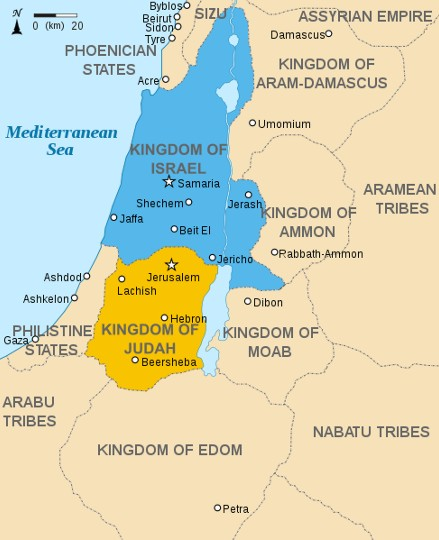 Byblos
SIZU
ASSYRIAN EMPIRE
N
0 (km) 20
Beirut
Sidon
Damascus
Tyre
PHOENICIAN
STATES
KINGDOM OF
ARAM-DAMASCUS
Acre
Umomium
Mediterranean
Sea
KINGDOM OF
ISRAEL
Samaria
ARAMEAN
TRIBES
Shechem
Jerash
Jaffa
KINGDOM OF
AMMON
Beit El
Jericho
Rabbath-Ammon
Ashdod
Jerusalem
Lachish
Ashkelon
Dibon
Hebron
PHILISTINE
STATES
Gaza
KINGDOM OF
JUDAH
KINGDOM OF
MOAB
Beersheba
ARABU
TRIBES
NABATU TRIBES
KINGDOM OF EDOM
Petra